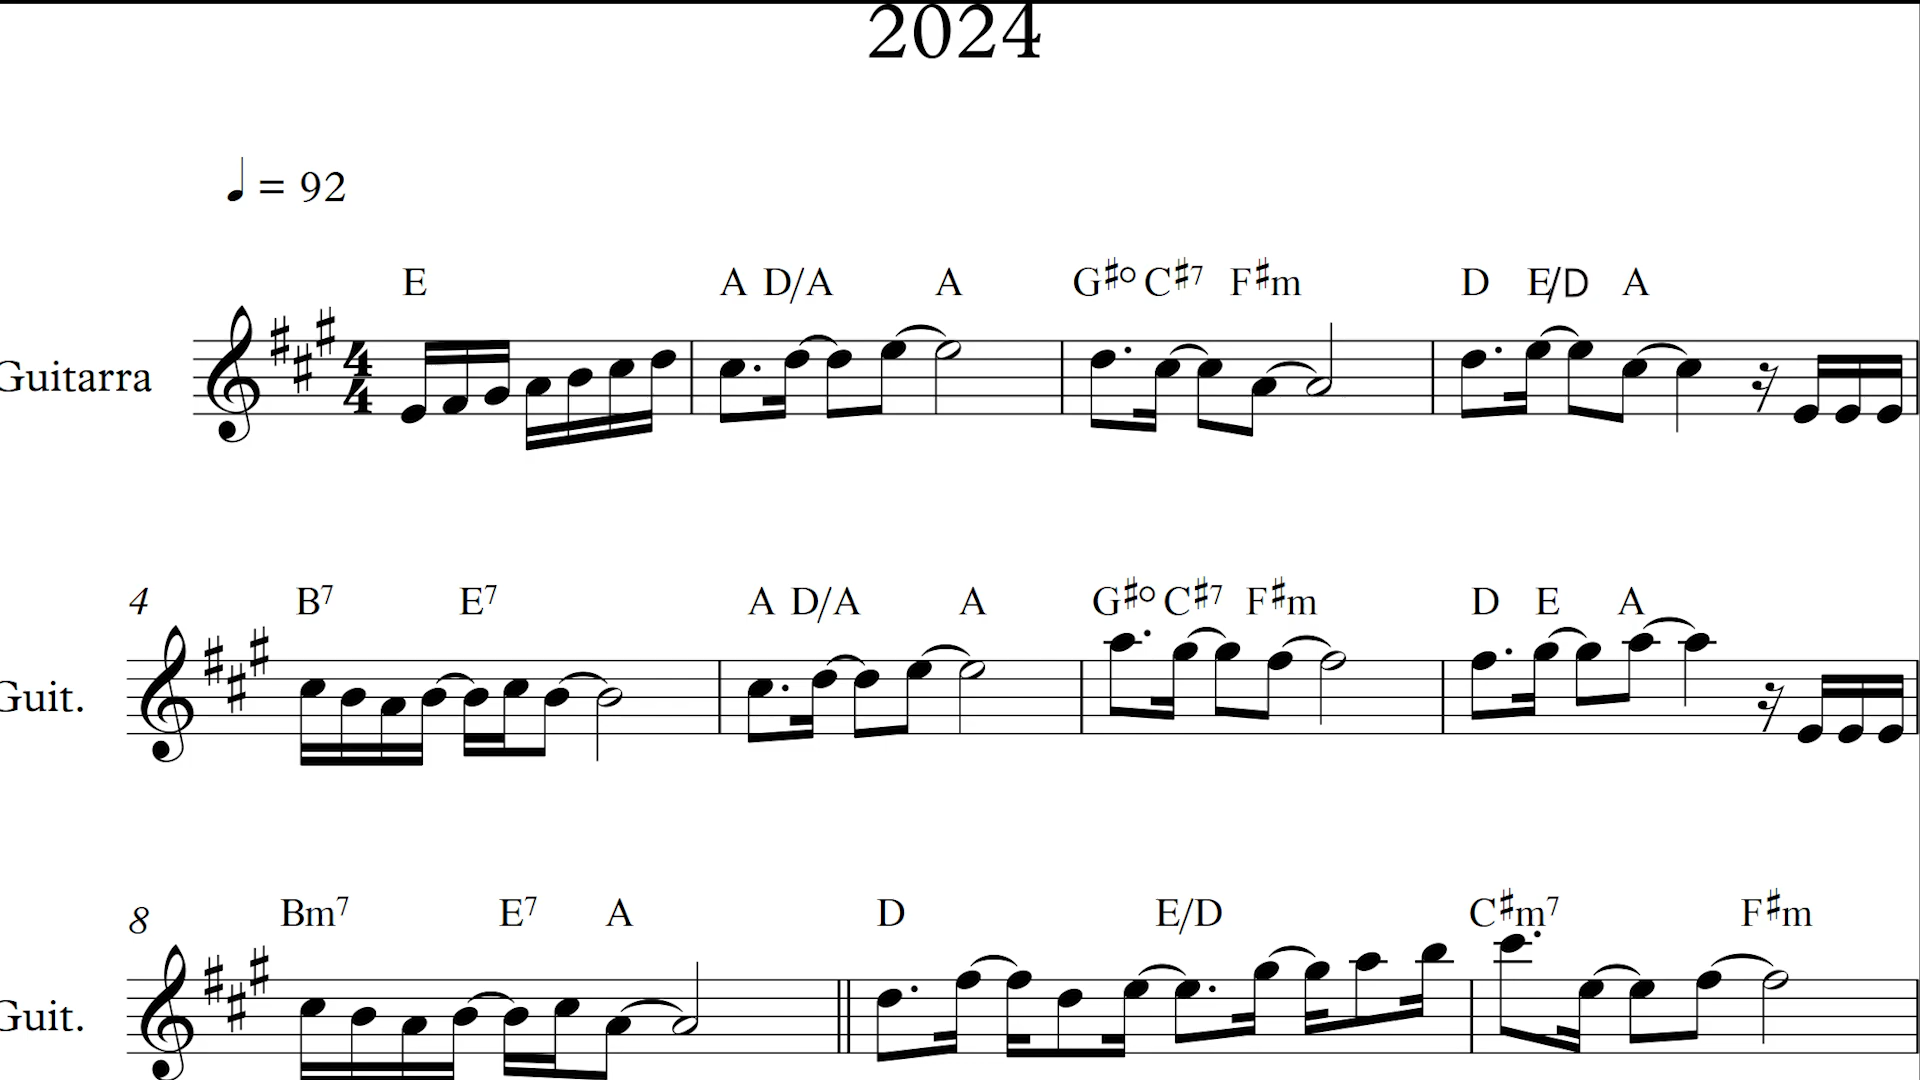 2024
♩ = 92
E A D/A A G♯o C♯7 F♯m D E/D A
Guitarra
4 B7 E7 A D/A A G♯o C♯7 F♯m D E A
Guit.
8 Bm7 E7 A D E/D C♯m7 F♯m
Guit.